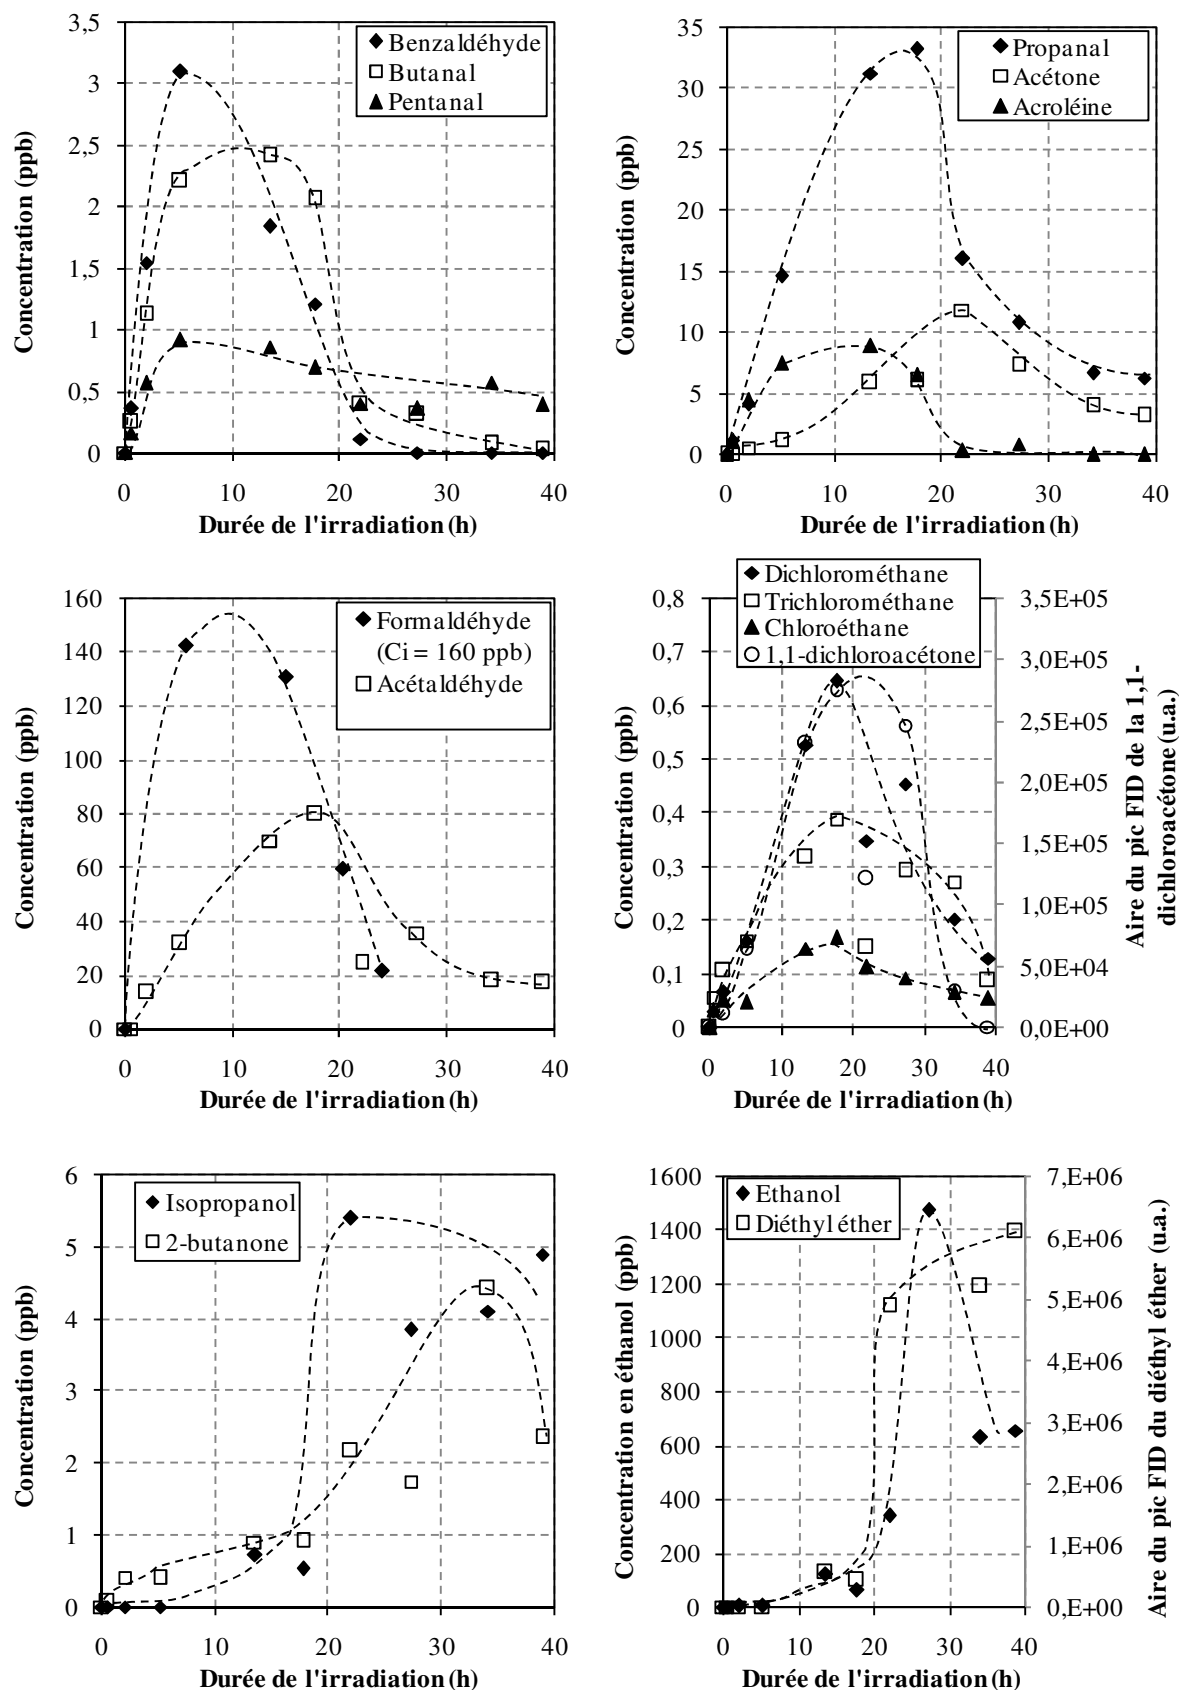 Concentration (ppb)
3,5
3
2,5
2
1,5
1
0,5
0
Benzaldéhyde
Butanal
Pentanal
0 10 20 30 40
Durée de l'irradiation (h)
Concentration (ppb)
35
30
25
20
15
10
5
0
Propanal
Acétone
Acroléine
0 10 20 30 40
Durée de l'irradiation (h)
Concentration (ppb)
160
140
120
100
80
60
40
20
0
Formaldéhyde
(Ci = 160 ppb)
Acétaldéhyde
0 10 20 30 40
Durée de l'irradiation (h)
Dichlorométhane
Trichlorométhane
Chloroéthane
1,1-dichloroacétone
Concentration (ppb)
0,8
0,7
0,6
0,5
0,4
0,3
0,2
0,1
0
3,5E+05
3,0E+05
2,5E+05
2,0E+05
1,5E+05
1,0E+05
5,0E+04
0,0E+00
Aire du pic FID de la 1,1-
dichloroacétone (u.a.)
0 10 20 30 40
Durée de l'irradiation (h)
Concentration (ppb)
6
5
4
3
2
1
0
Isopropanol
2-butanone
0 10 20 30 40
Durée de l'irradiation (h)
Concentration en éthanol (ppb)
1600
1400
1200
1000
800
600
400
200
0
Ethanol
Diéthyl éther
7,E+06
6,E+06
5,E+06
4,E+06
3,E+06
2,E+06
1,E+06
0,E+00
Aire du pic FID du diéthyl éther (u.a.)
0 10 20 30 40
Durée de l'irradiation (h)